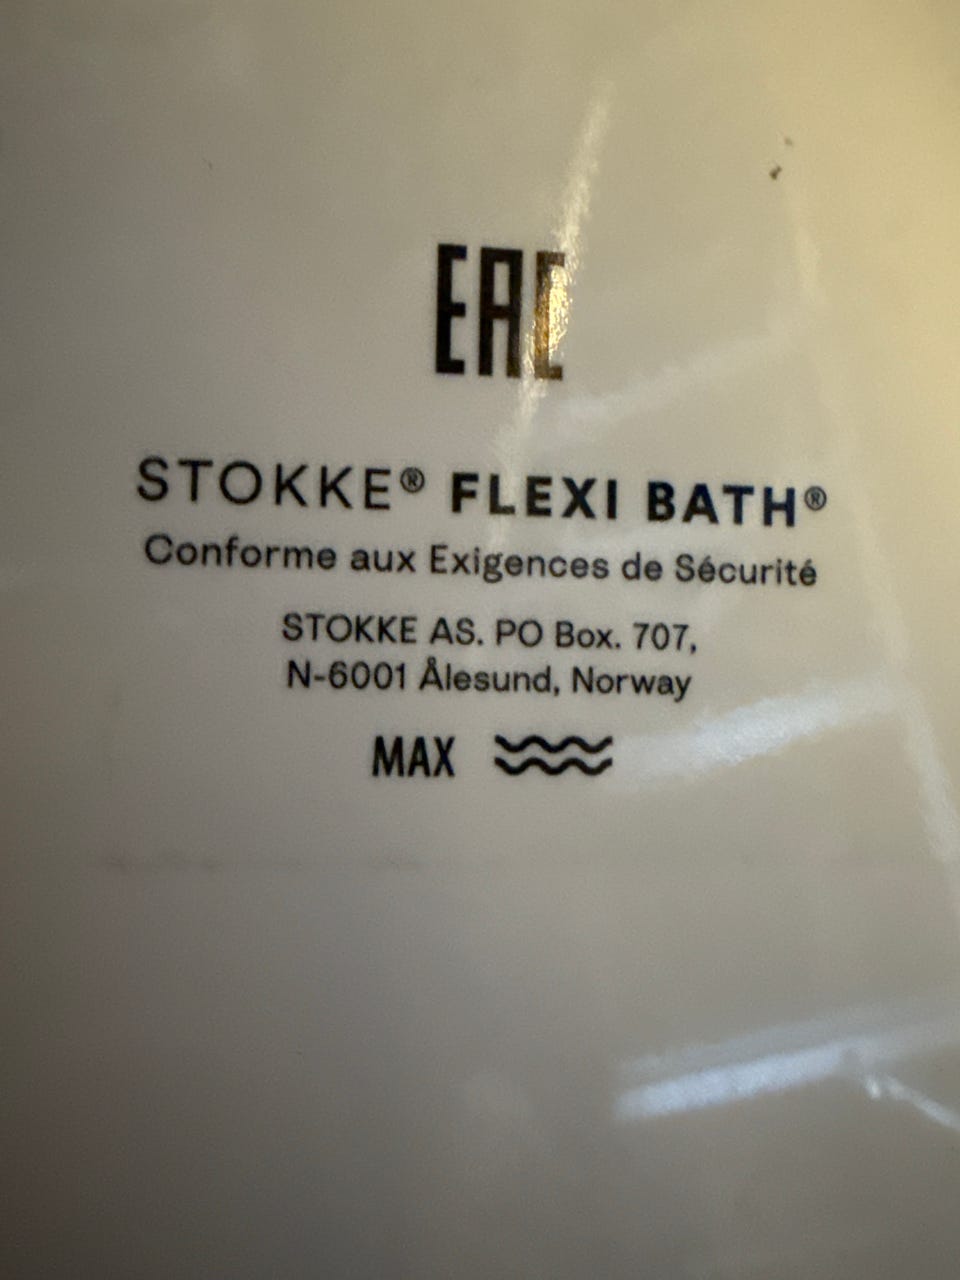 EAC
STOKKE® FLEXI BATH®
Conforme aux Exigences de Sécurité
STOKKE AS. PO Box. 707,
N-6001 Ålesund, Norway
MAX